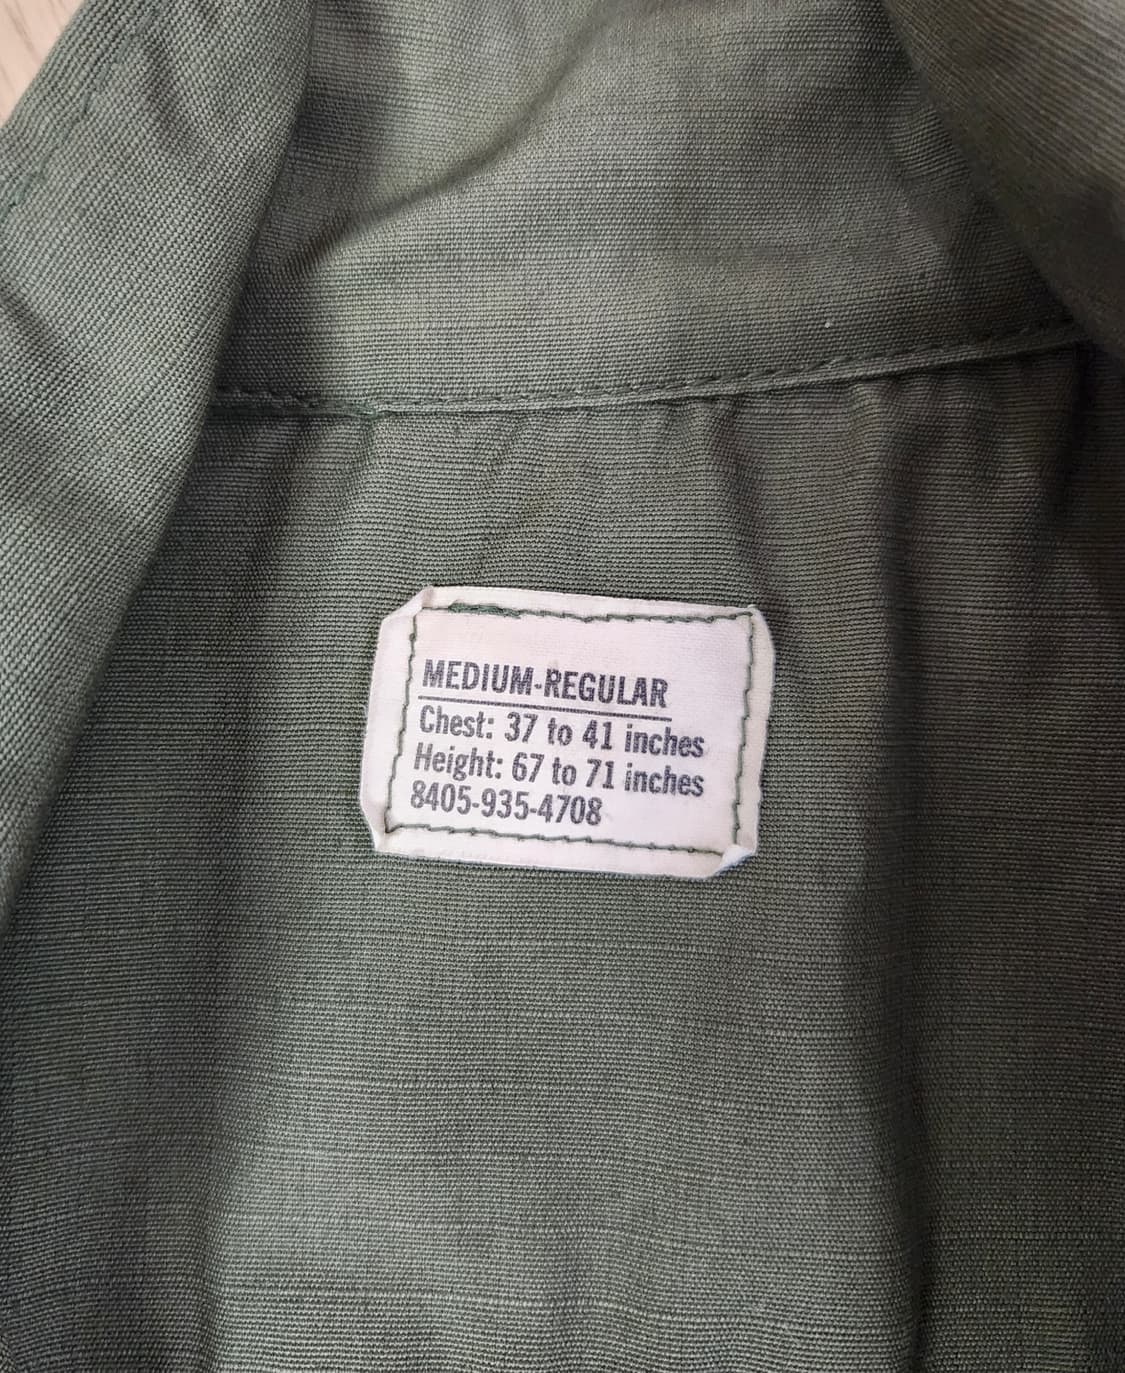 MEDIUM-REGULAR
Chest: 37 to 41 inches
Height: 67 to 71 inches
8405-935-4708